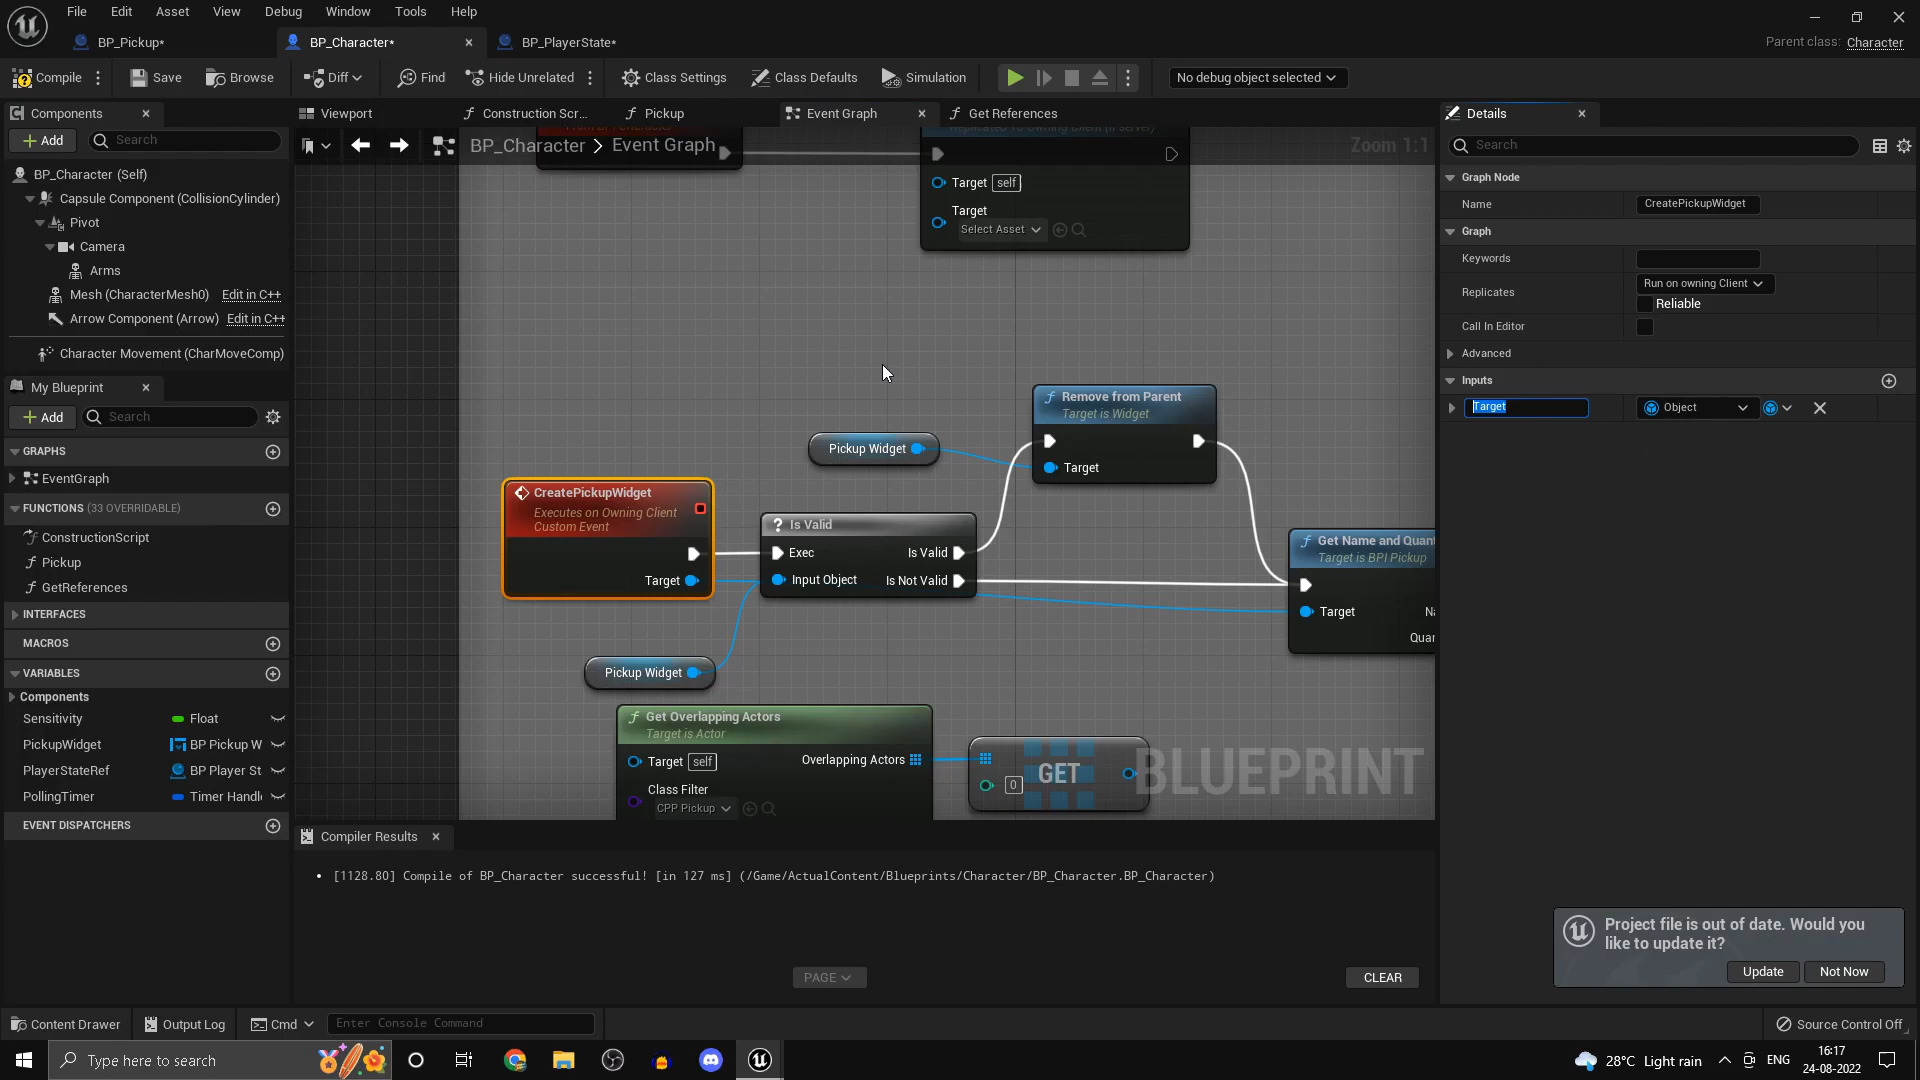 File Edit Asset View Debug Window Tools Help
BP_Pickup* BP_Character* BP_PlayerState*
Parent class: Character
Compile Save Browse Diff Find Hide Unrelated Class Settings Class Defaults Simulation No debug object selected
Components Viewport Construction Scr... Pickup Event Graph Get References Details
Add Search
BP_Character > Event Graph Zoom 1:1
Search
BP_Character (Self)
Capsule Component (CollisionCylinder)
Pivot
Camera
Arms
Mesh (CharacterMesh0) Edit in C++
Arrow Component (Arrow) Edit in C++
Character Movement (CharMoveComp)
My Blueprint
Add Search
GRAPHS
EventGraph
FUNCTIONS (33 OVERRIDABLE)
ConstructionScript
Pickup
GetReferences
INTERFACES
MACROS
VARIABLES
Components
Sensitivity Float
PickupWidget BP Pickup W
PlayerStateRef BP Player St
PollingTimer Timer Handl
EVENT DISPATCHERS
Replicated To Owning Client (if server)
Target self
Target
Select Asset
Remove from Parent
Target is Widget
Target
Pickup Widget
CreatePickupWidget
Executes on Owning Client
Custom Event
Target
Is Valid
Exec Is Valid
Input Object Is Not Valid
Get Name and Quant
Target is BPI Pickup
Target Na
Quar
Pickup Widget
Get Overlapping Actors
Target is Actor
Target self Overlapping Actors
Class Filter
CPP Pickup
GET
0
BLUEPRINT
Graph Node
Name CreatePickupWidget
Graph
Keywords
Replicates Run on owning Client
Reliable
Call In Editor
Advanced
Inputs
Target Object
Compiler Results
[1128.80] Compile of BP_Character successful! [in 127 ms] (/Game/ActualContent/Blueprints/Character/BP_Character.BP_Character)
PAGE CLEAR
Project file is out of date. Would you
like to update it?
Update Not Now
Content Drawer Output Log Cmd Enter Console Command Source Control Off
Type here to search
28°C Light rain ENG
16:17
24-08-2022